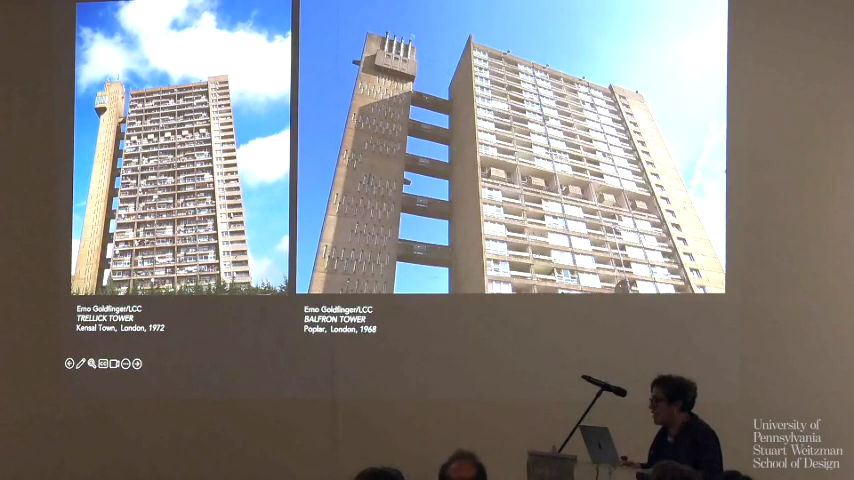 Erno Goldfinger/LCC
TRELLICK TOWER
Kensal Town, London, 1972
Erno Goldfinger/LCC
BALFRON TOWER
Poplar, London, 1968
University of
Pennsylvania
Stuart Weitzman
School of Design